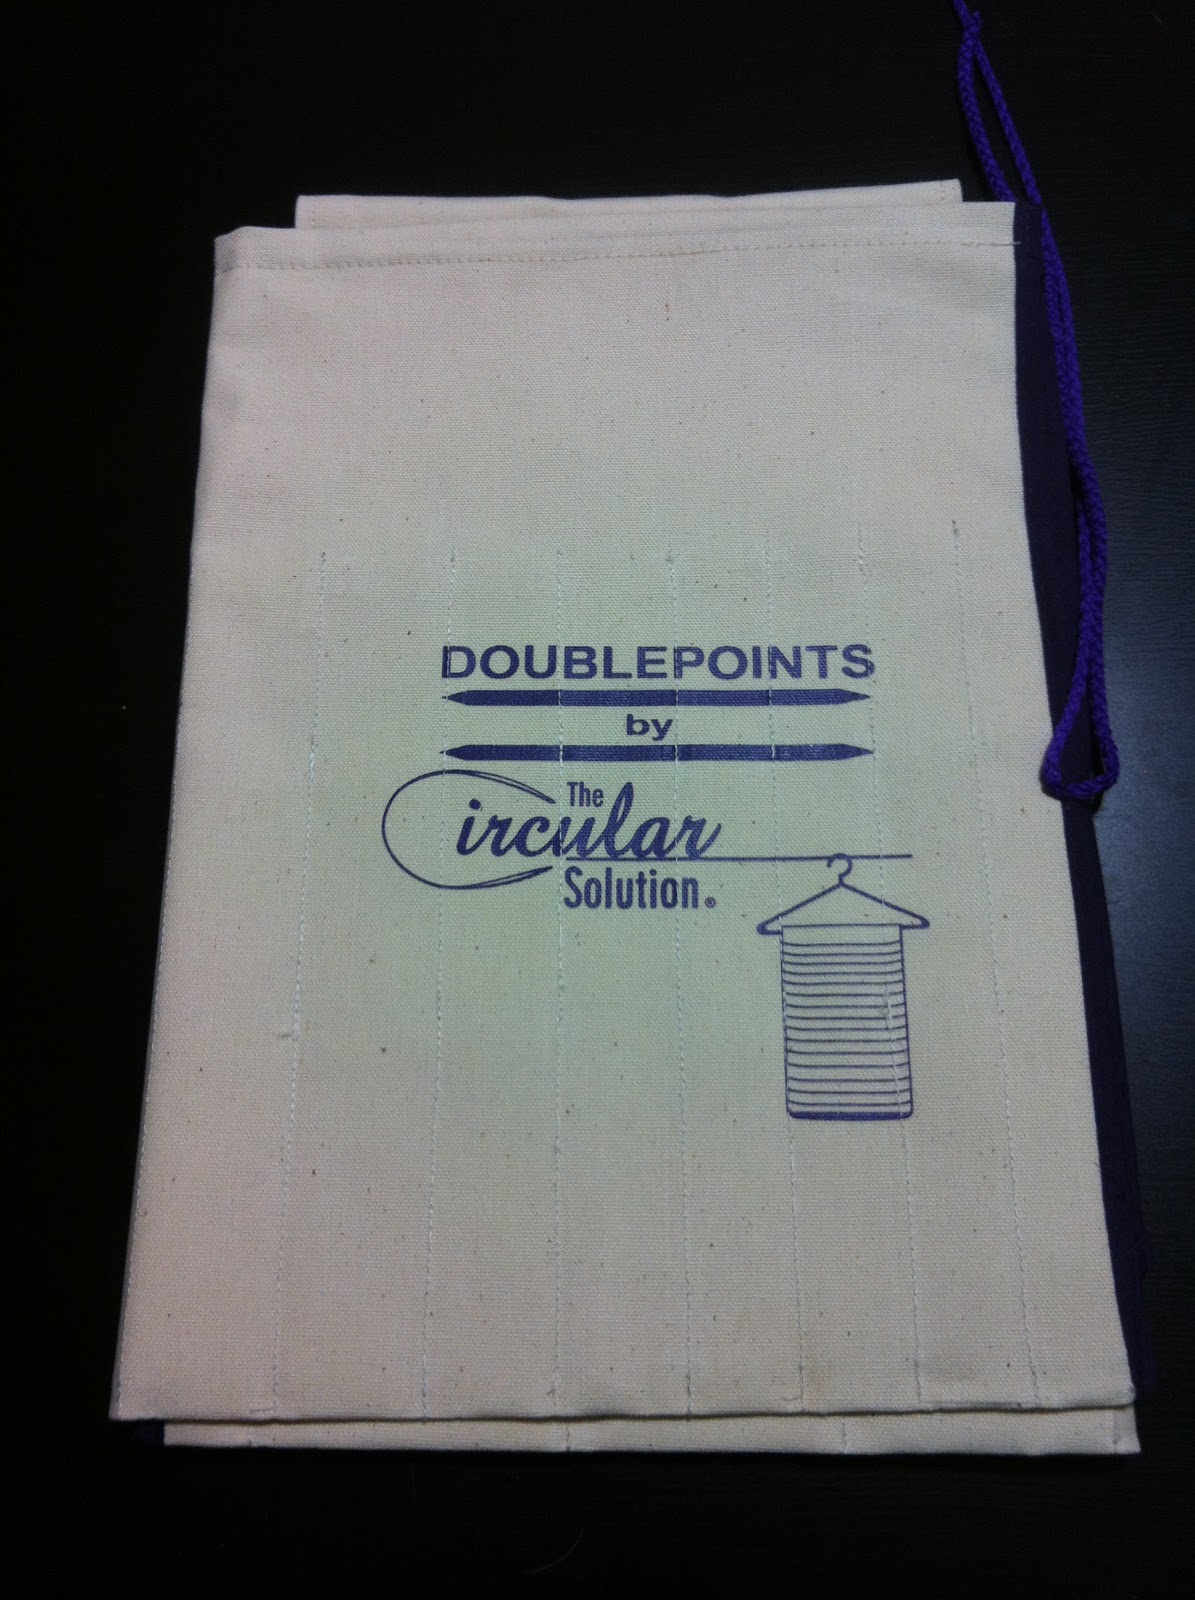 DOUBLEPOINTS
by
The
Circular
Solution.®